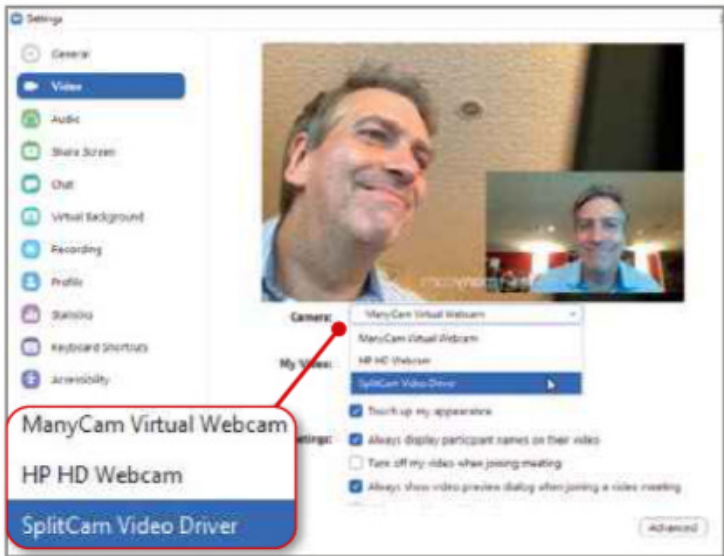 Settings
General
Video
Audio
Share Screen
Chat
Virtual Background
Recording
Profile
Statistics
Keyboard Shortcuts
Accessibility
Camera:
ManyCam Virtual Webcam
ManyCam Virtual Webcam
HP HD Webcam
SplitCam Video Driver
My Video:
Touch up my appearance
Always display participant names on their video
Turn off my video when joining meeting
Always show video preview dialog when joining a video meeting
Advanced
ManyCam Virtual Webcam
HP HD Webcam
SplitCam Video Driver